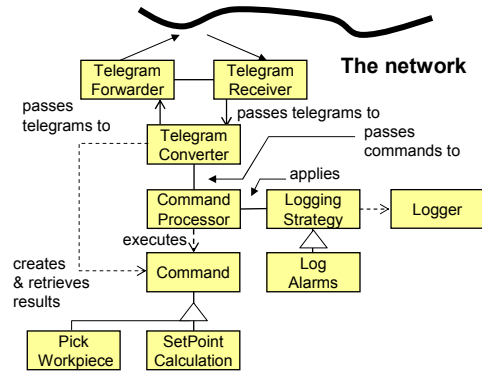 Telegram
Forwarder
Telegram
Receiver
The network
passes
telegrams to
passes telegrams to
Telegram
Converter
passes
commands to
applies
Command
Processor
Logging
Strategy
Logger
executes
creates
& retrieves
results
Command
Log
Alarms
Pick
Workpiece
SetPoint
Calculation